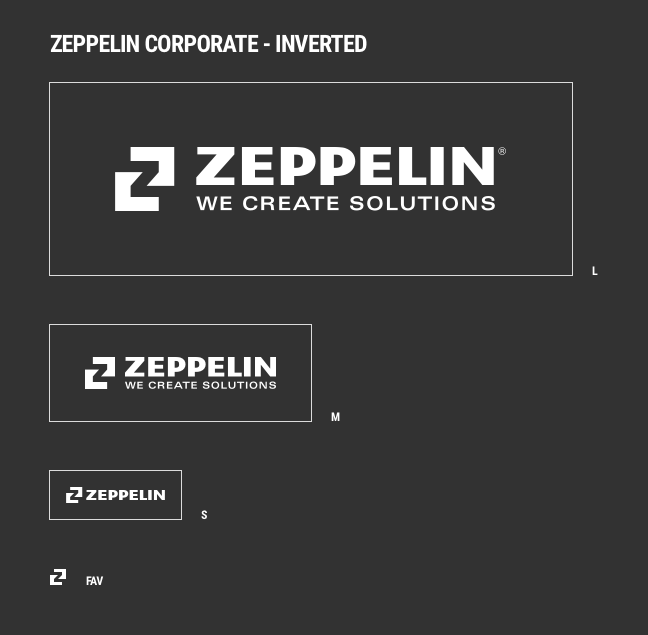 ZEPPELIN CORPORATE - INVERTED
ZEPPELIN®
WE CREATE SOLUTIONS
L
ZEPPELIN
WE CREATE SOLUTIONS
M
ZEPPELIN
S
FAV